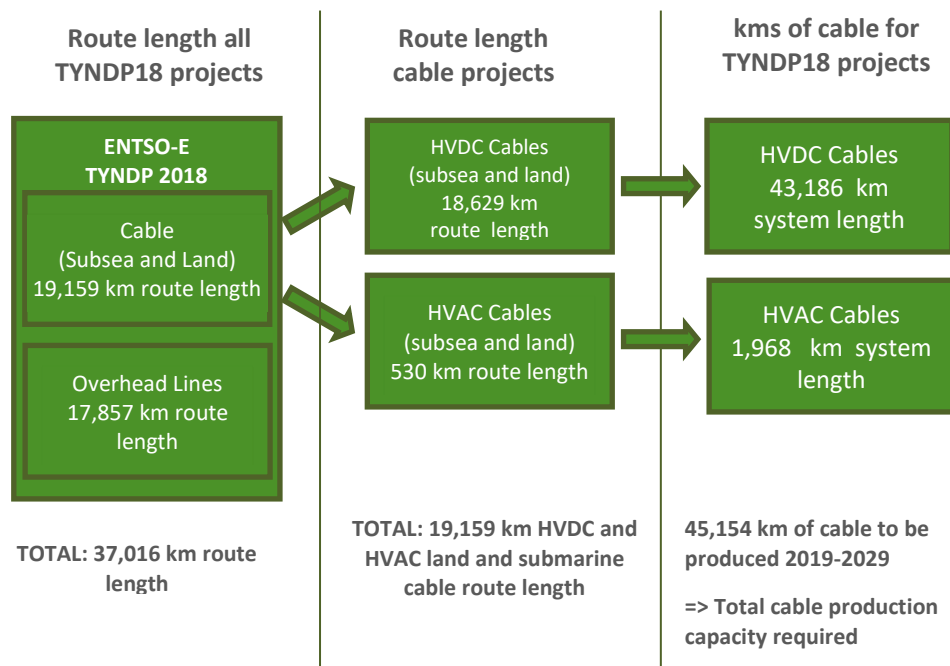 Route length all
TYNDP18 projects
ENTSO-E
TYNDP 2018
Cable
(Subsea and Land)
19,159 km route length
Overhead Lines
17,857 km route
length
TOTAL: 37,016 km route
length
Route length
cable projects
HVDC Cables
(subsea and land)
18,629 km
route length
HVAC Cables
(subsea and land)
530 km route length
TOTAL: 19,159 km HVDC and
HVAC land and submarine
cable route length
kms of cable for
TYNDP18 projects
HVDC Cables
43,186 km
system length
HVAC Cables
1,968 km system
length
45,154 km of cable to be
produced 2019-2029
=> Total cable production
capacity required